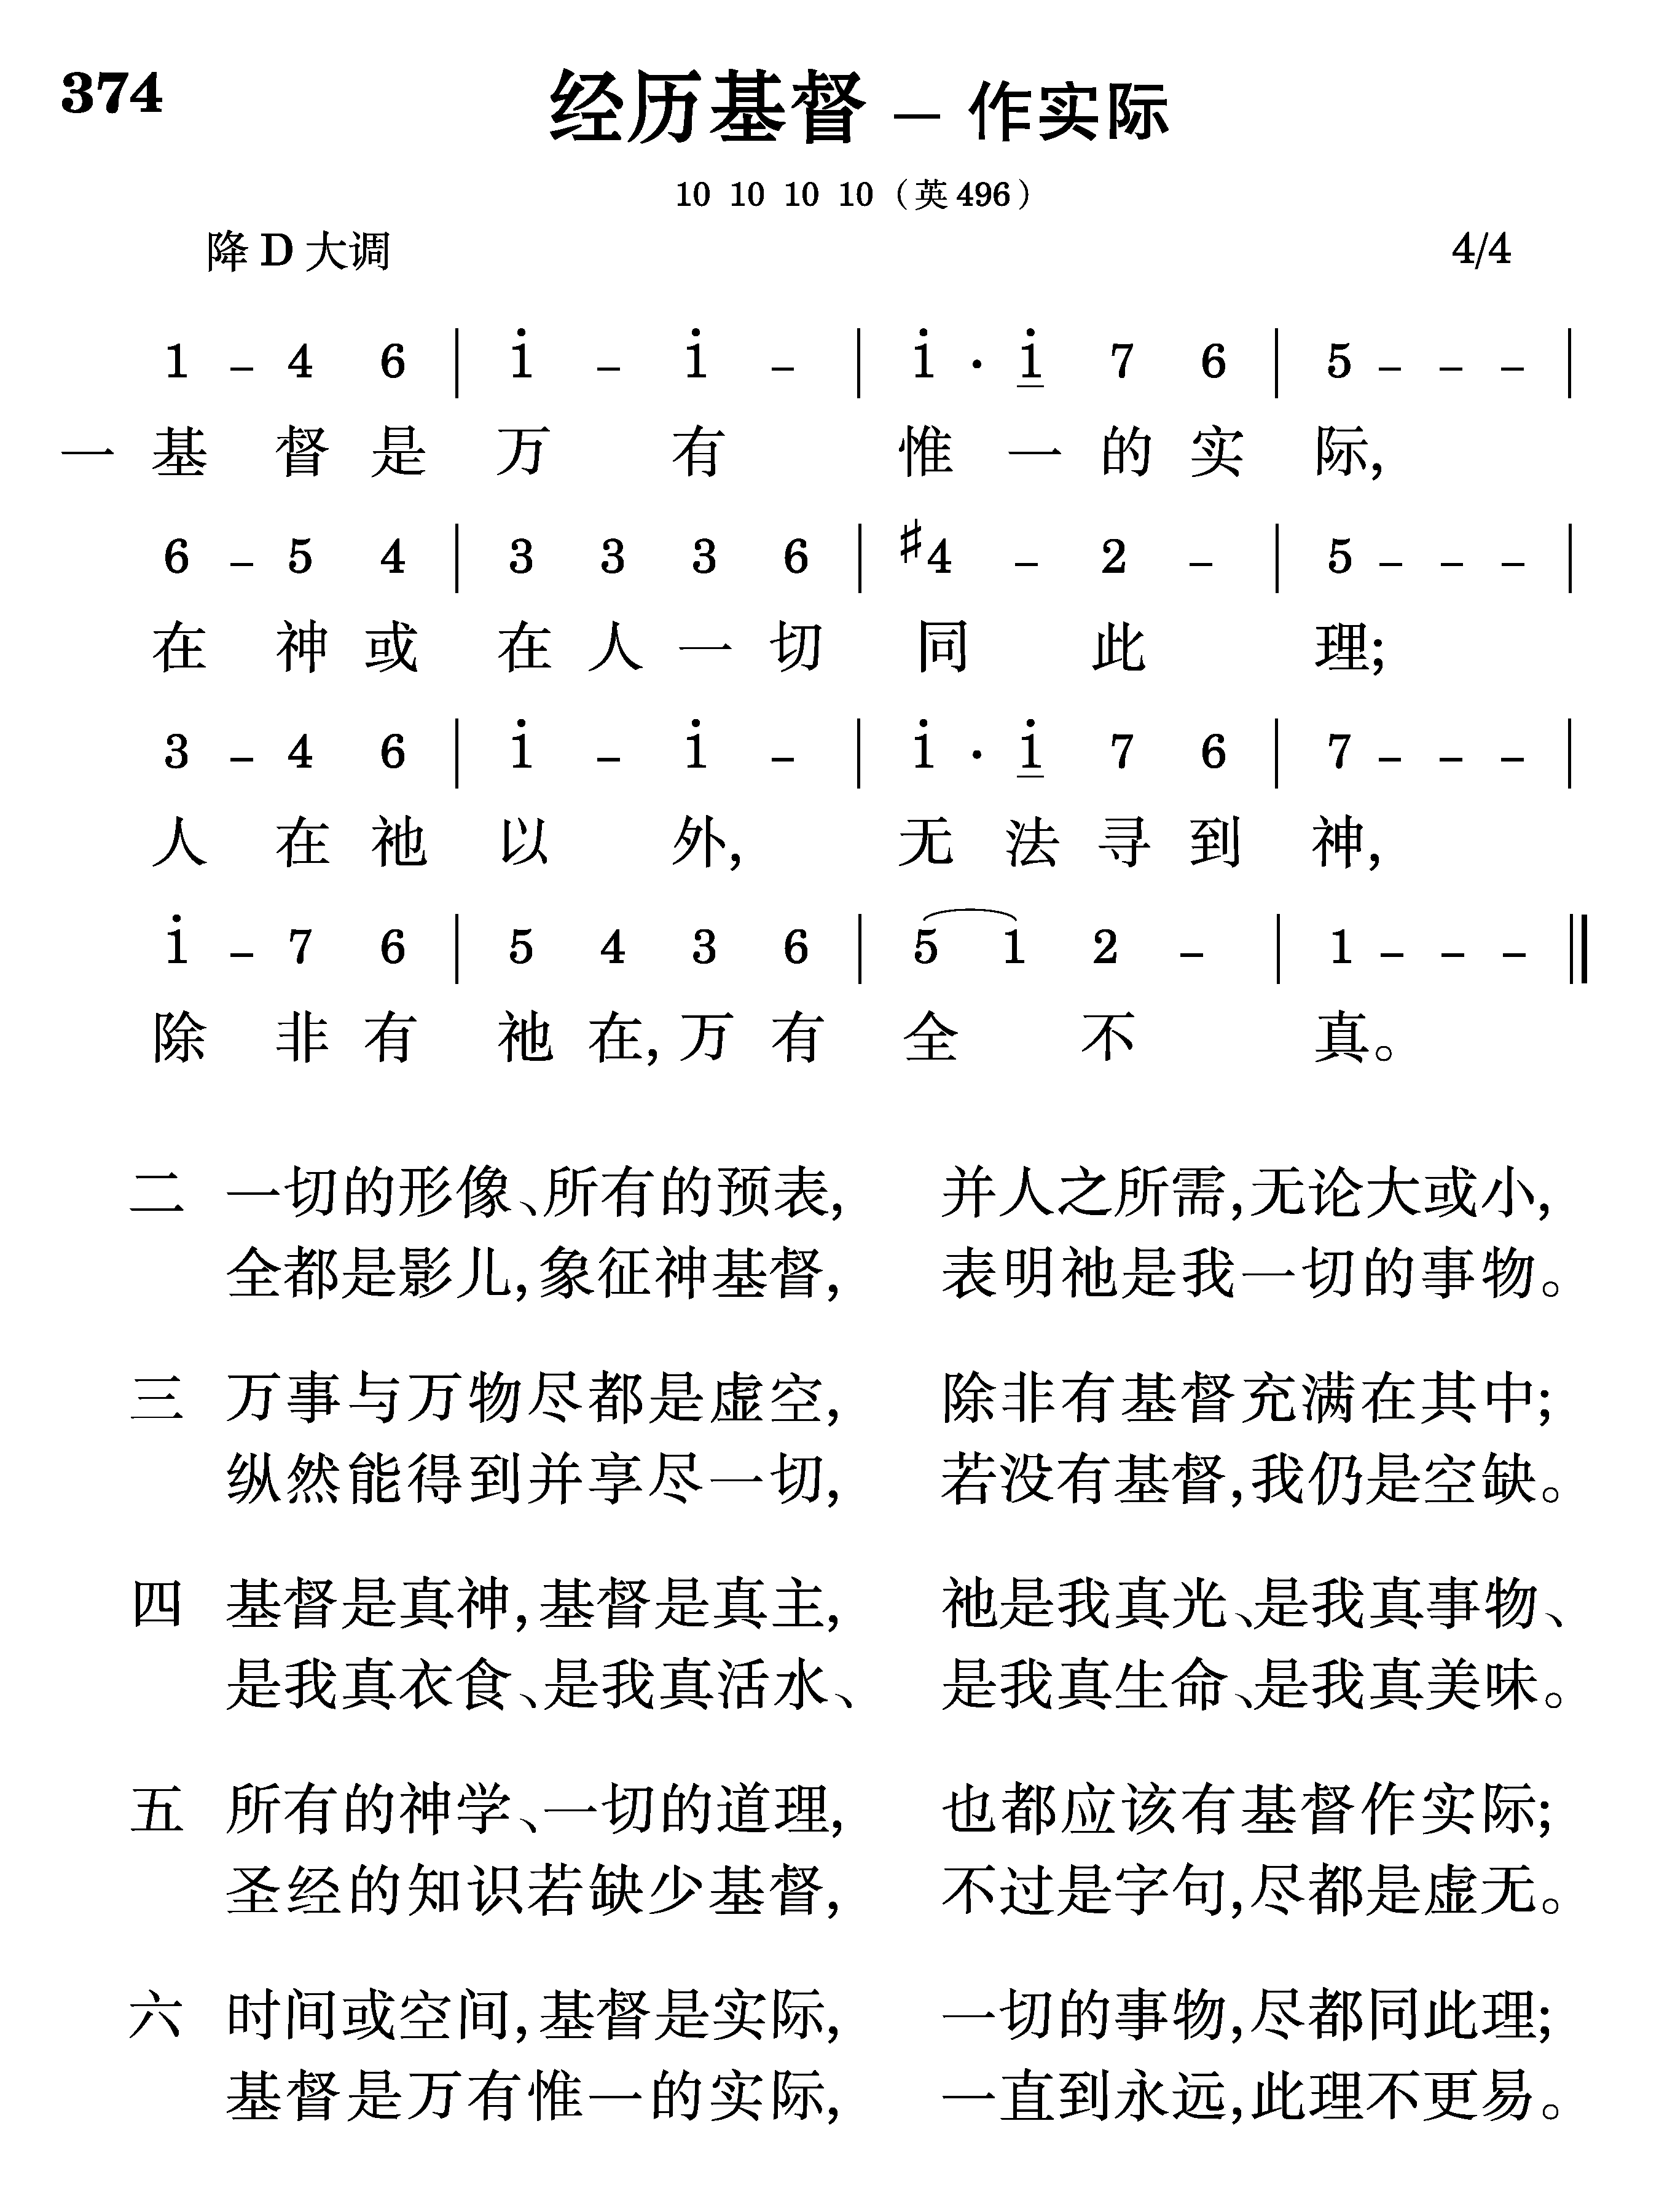 374
经历基督 – 作实际
10 10 10 10（英496）
降D大调 4/4
1 – 4 6 | i – i – | i · i 7 6 | 5 – – – |
一 基 督 是 万 有 惟 一 的 实 际,
6 – 5 4 | 3 3 3 6 | ♯4 – 2 – | 5 – – – |
在 神 或 在 人 一 切 同 此 理;
3 – 4 6 | i – i – | i · i 7 6 | 7 – – – |
人 在 祂 以 外, 无 法 寻 到 神,
i – 7 6 | 5 4 3 6 | 5 1 2 – | 1 – – – ‖
除 非 有 祂 在, 万 有 全 不 真。
二 一切的形像、所有的预表, 并人之所需,无论大或小,
全都是影儿,象征神基督, 表明祂是我一切的事物。
三 万事与万物尽都是虚空, 除非有基督充满在其中;
纵然能得到并享尽一切, 若没有基督,我仍是空缺。
四 基督是真神,基督是真主, 祂是我真光、是我真事物、
是我真衣食、是我真活水、 是我真生命、是我真美味。
五 所有的神学、一切的道理, 也都应该有基督作实际;
圣经的知识若缺少基督, 不过是字句,尽都是虚无。
六 时间或空间,基督是实际, 一切的事物,尽都同此理;
基督是万有惟一的实际, 一直到永远,此理不更易。